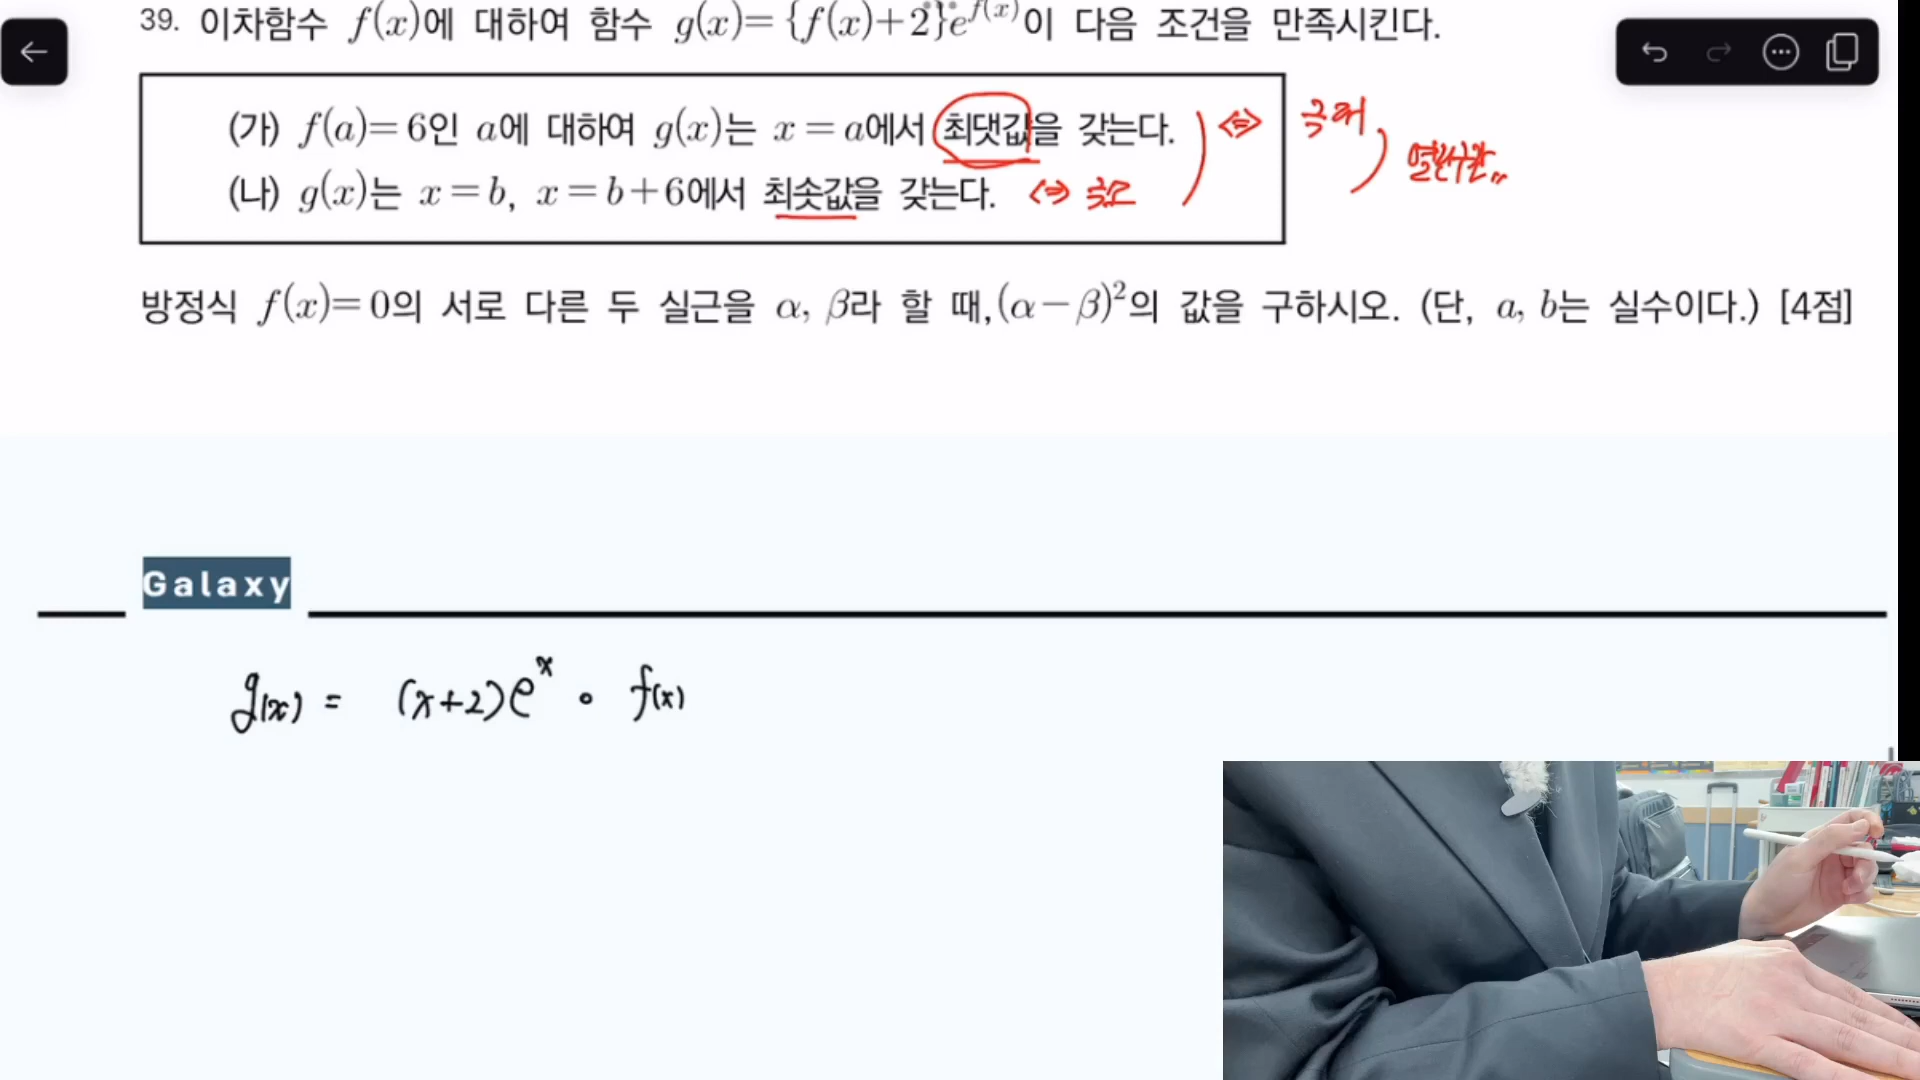 39. 이차함수 f(x)에 대하여 함수 g(x)= {f(x)+2}e^{f(x)}이 다음 조건을 만족시킨다.
(가) f(a)=6인 a에 대하여 g(x)는 x=a에서 최댓값을 갖는다. ⇔ 극대
(나) g(x)는 x=b, x=b+6에서 최솟값을 갖는다. ⇔ 극소
방정식 f(x)=0의 서로 다른 두 실근을 α, β라 할 때, (α-β)²의 값을 구하시오. (단, a, b는 실수이다.) [4점]
Galaxy
g(x) = (x+2)e^x ∘ f(x)